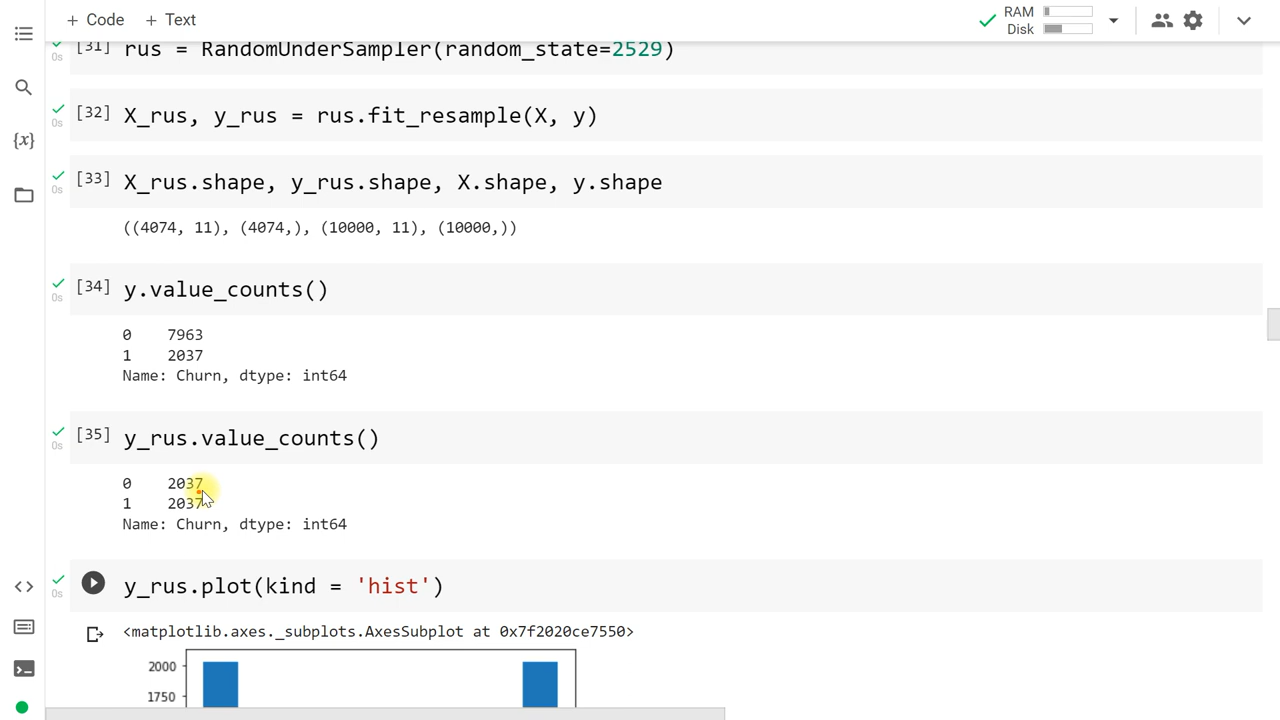 + Code + Text
RAM
Disk
[31] rus = RandomUnderSampler(random_state=2529)
0s
[32] X_rus, y_rus = rus.fit_resample(X, y)
0s
[33] X_rus.shape, y_rus.shape, X.shape, y.shape
0s
((4074, 11), (4074,), (10000, 11), (10000,))
[34] y.value_counts()
0s
0 7963
1 2037
Name: Churn, dtype: int64
[35] y_rus.value_counts()
0s
0 2037
1 2037
Name: Churn, dtype: int64
y_rus.plot(kind = 'hist')
0s
<matplotlib.axes._subplots.AxesSubplot at 0x7f2020ce7550>
2000
1750